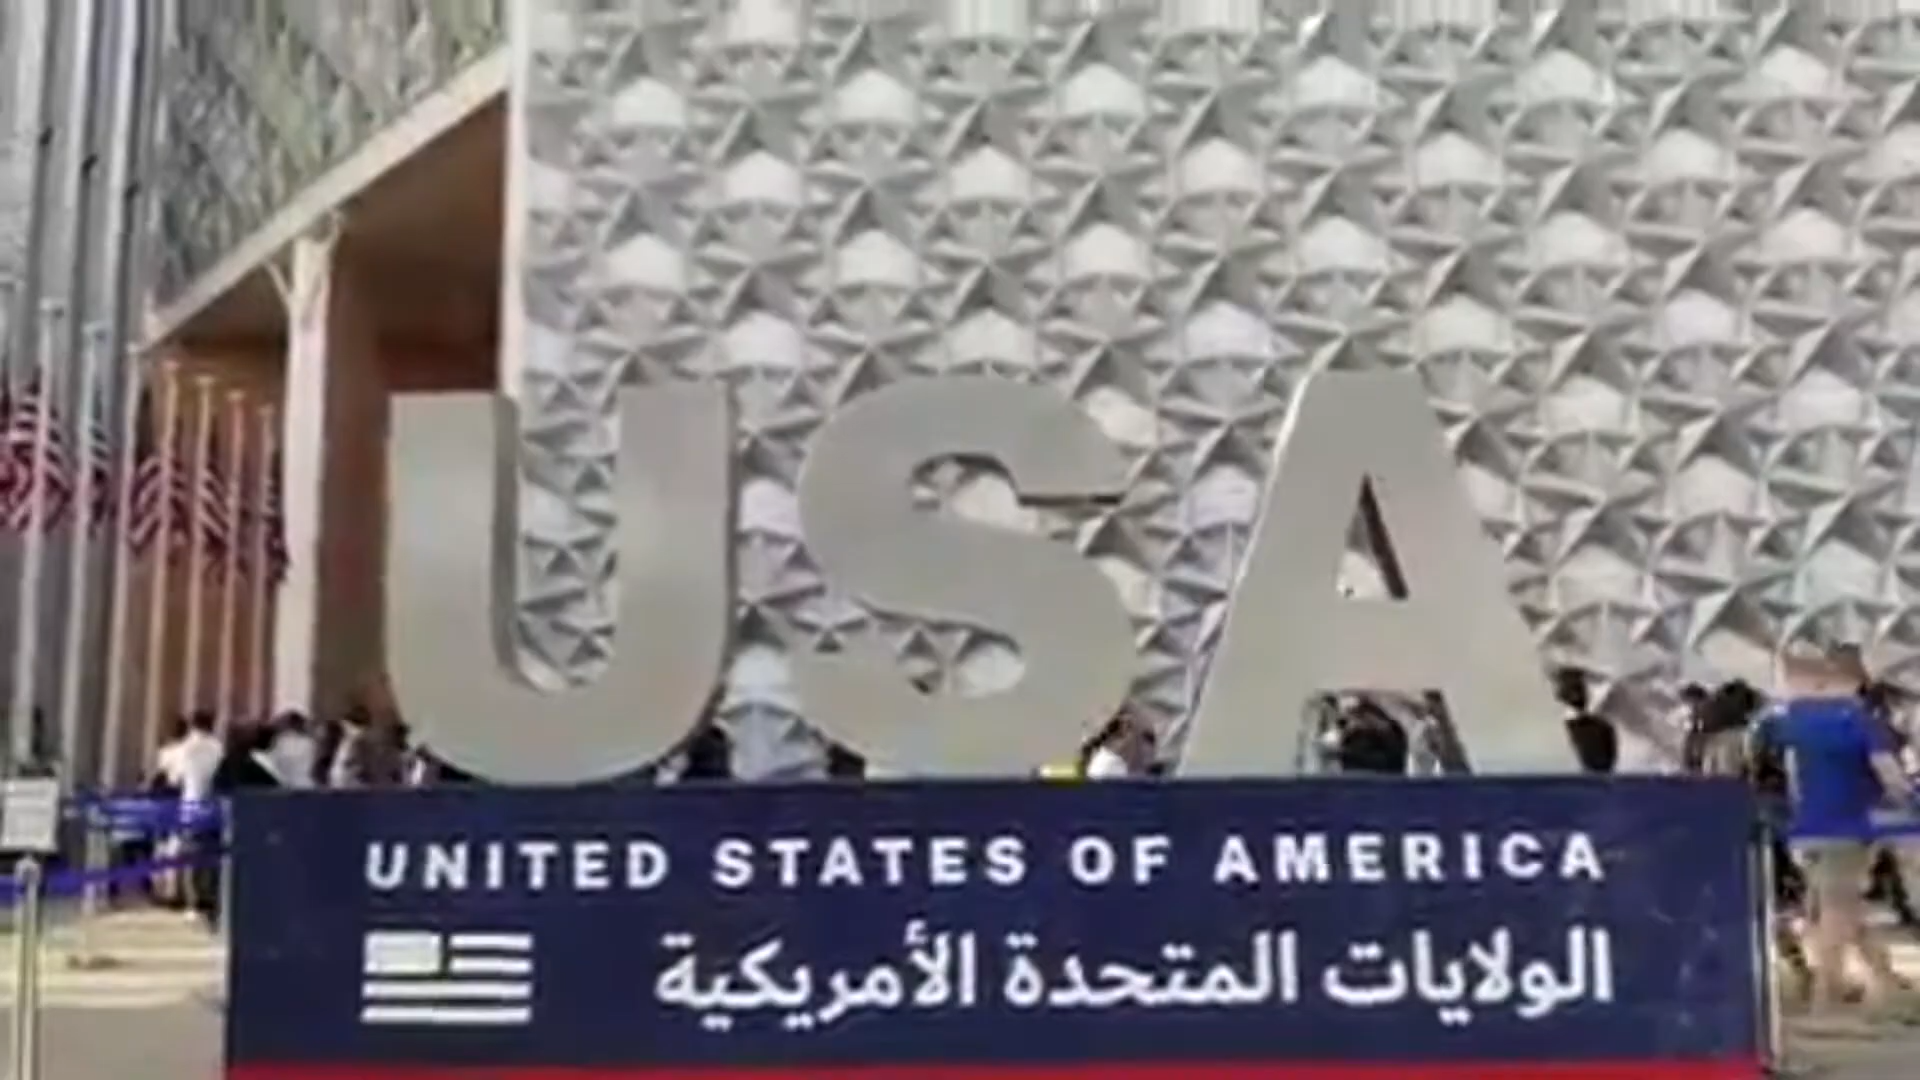 USA
UNITED STATES OF AMERICA
الولايات المتحدة الأمريكية